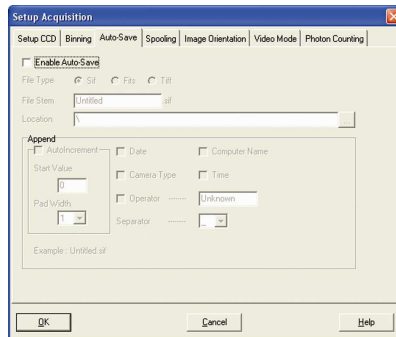 Setup Acquisition
Setup CCD Binning Auto-Save Spooling Image Orientation Video Mode Photon Counting
Enable Auto-Save
File Type Sif Fits Tiff
File Stem Untitled .sif
Location \ ...
Append
AutoIncrement Date Computer Name
Start Value Camera Type Time
0
Operator -------- Unknown
Pad Width
1 Separator -------- _
Example : Untitled.sif
OK Cancel Help